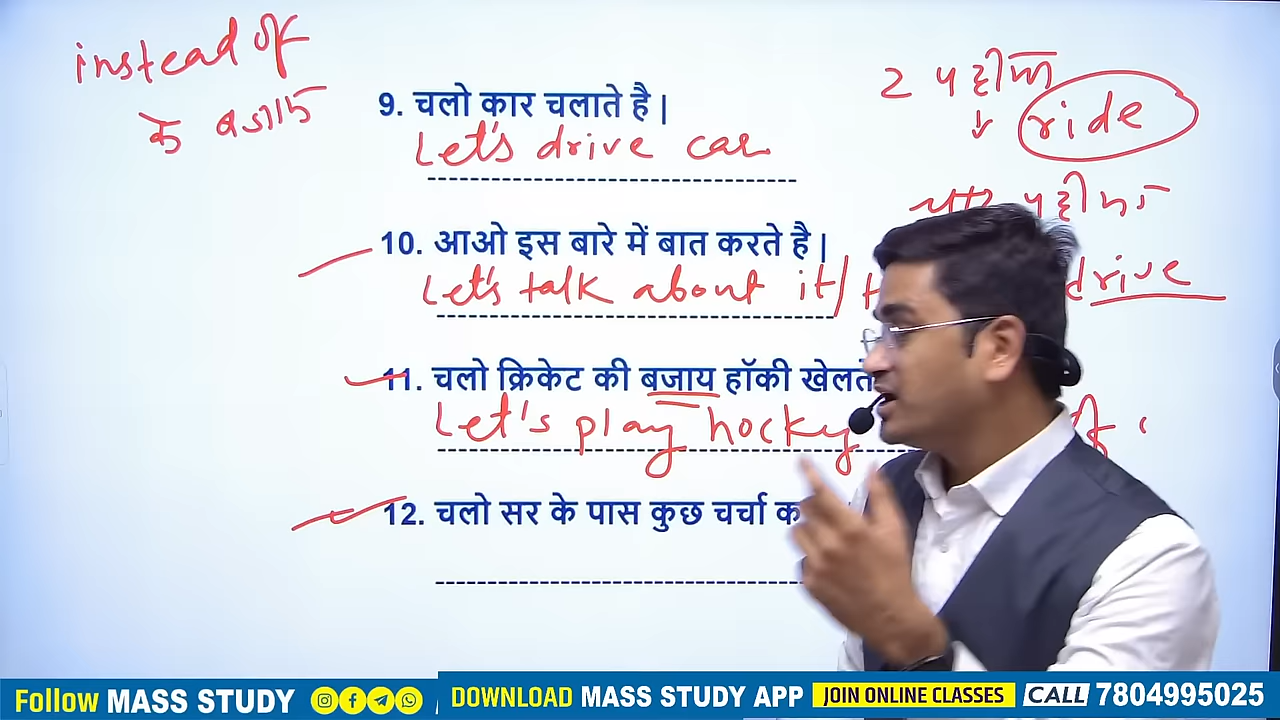 instead of
के बजाय
2 पहीया
ride
drive
9. चलो कार चलाते है |
Let's drive car
10. आओ इस बारे में बात करते है |
Let's talk about it/
11. चलो क्रिकेट की बजाय हॉकी खेलते
Let's play hocky
12. चलो सर के पास कुछ चर्चा
Follow MASS STUDY
DOWNLOAD MASS STUDY APP
JOIN ONLINE CLASSES
CALL 7804995025